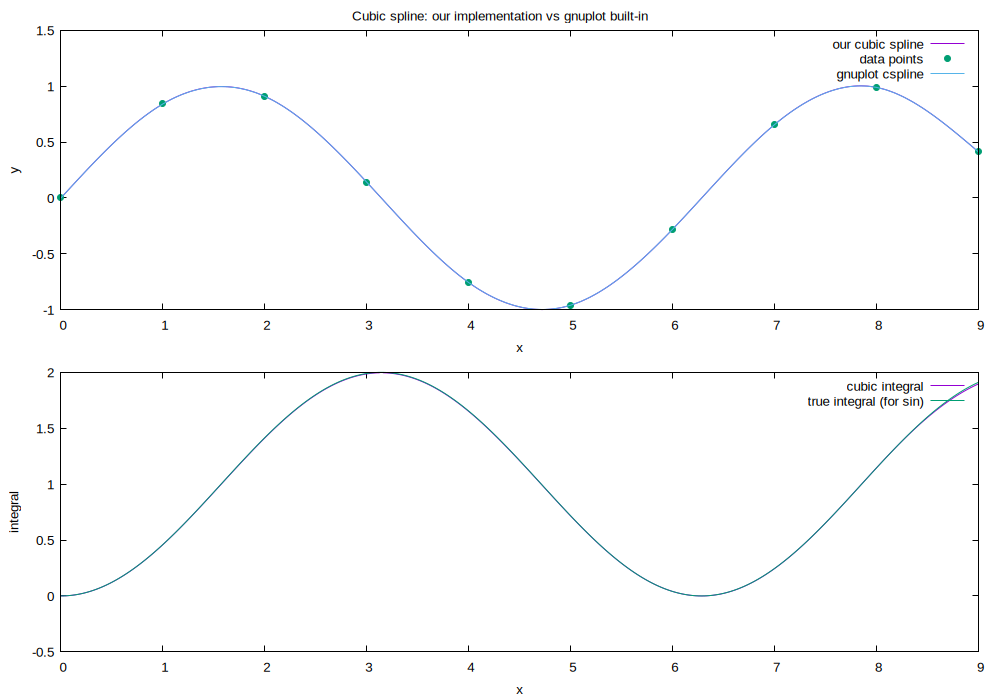 Cubic spline: our implementation vs gnuplot built-in
1.5
1
0.5
0
-0.5
-1
y
our cubic spline
data points
gnuplot cspline
0 1 2 3 4 5 6 7 8 9
x
2
1.5
1
0.5
0
-0.5
integral
cubic integral
true integral (for sin)
0 1 2 3 4 5 6 7 8 9
x